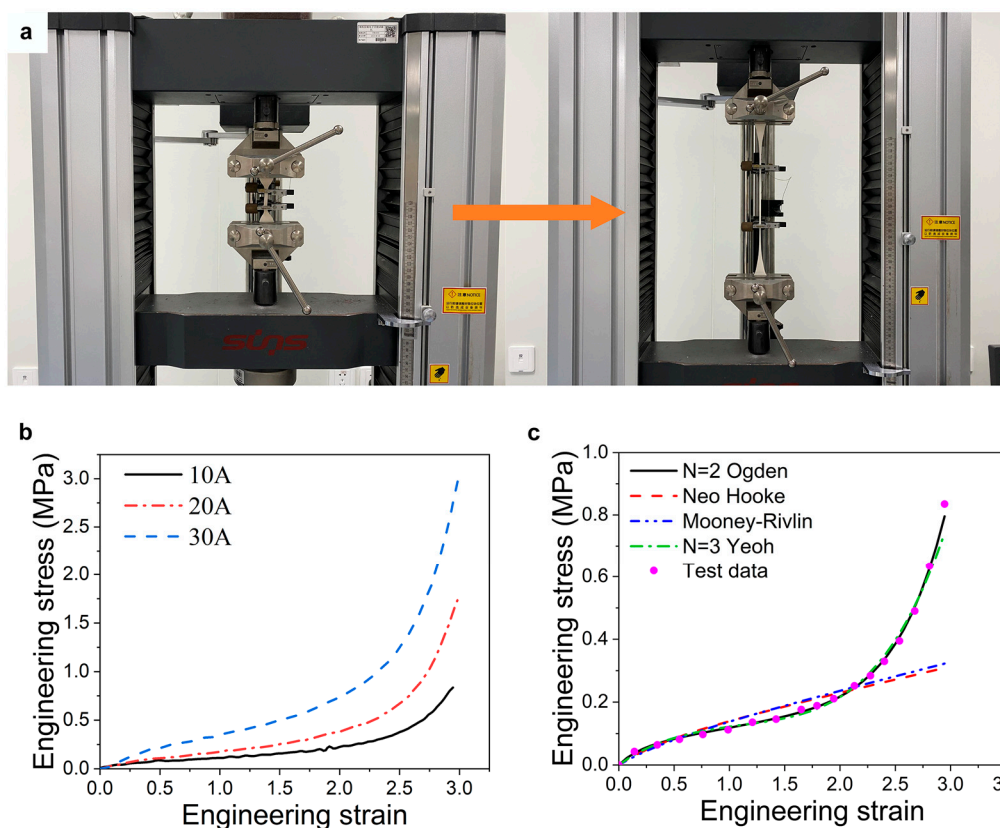 a
NOTICE
NOTICE
suns
b
c
10A
20A
30A
Engineering stress (MPa)
3.0
2.5
2.0
1.5
1.0
0.5
0.0
0.0 0.5 1.0 1.5 2.0 2.5 3.0
Engineering strain
N=2 Ogden
Neo Hooke
Mooney-Rivlin
N=3 Yeoh
Test data
Engineering stress (MPa)
1.0
0.8
0.6
0.4
0.2
0.0
0.0 0.5 1.0 1.5 2.0 2.5 3.0
Engineering strain